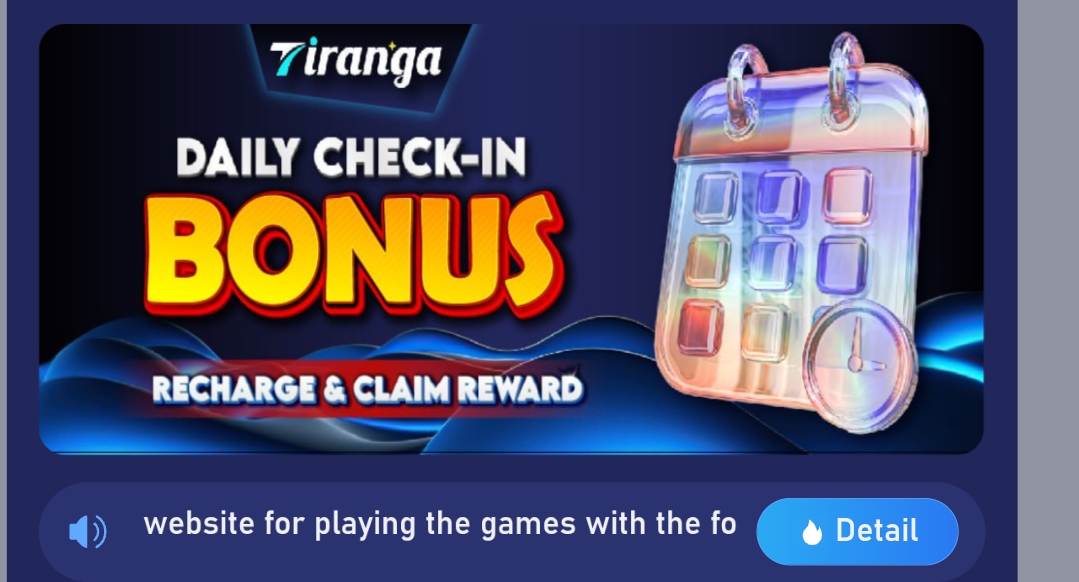 Tiranga
DAILY CHECK-IN
BONUS
RECHARGE & CLAIM REWARD
website for playing the games with the fo
Detail